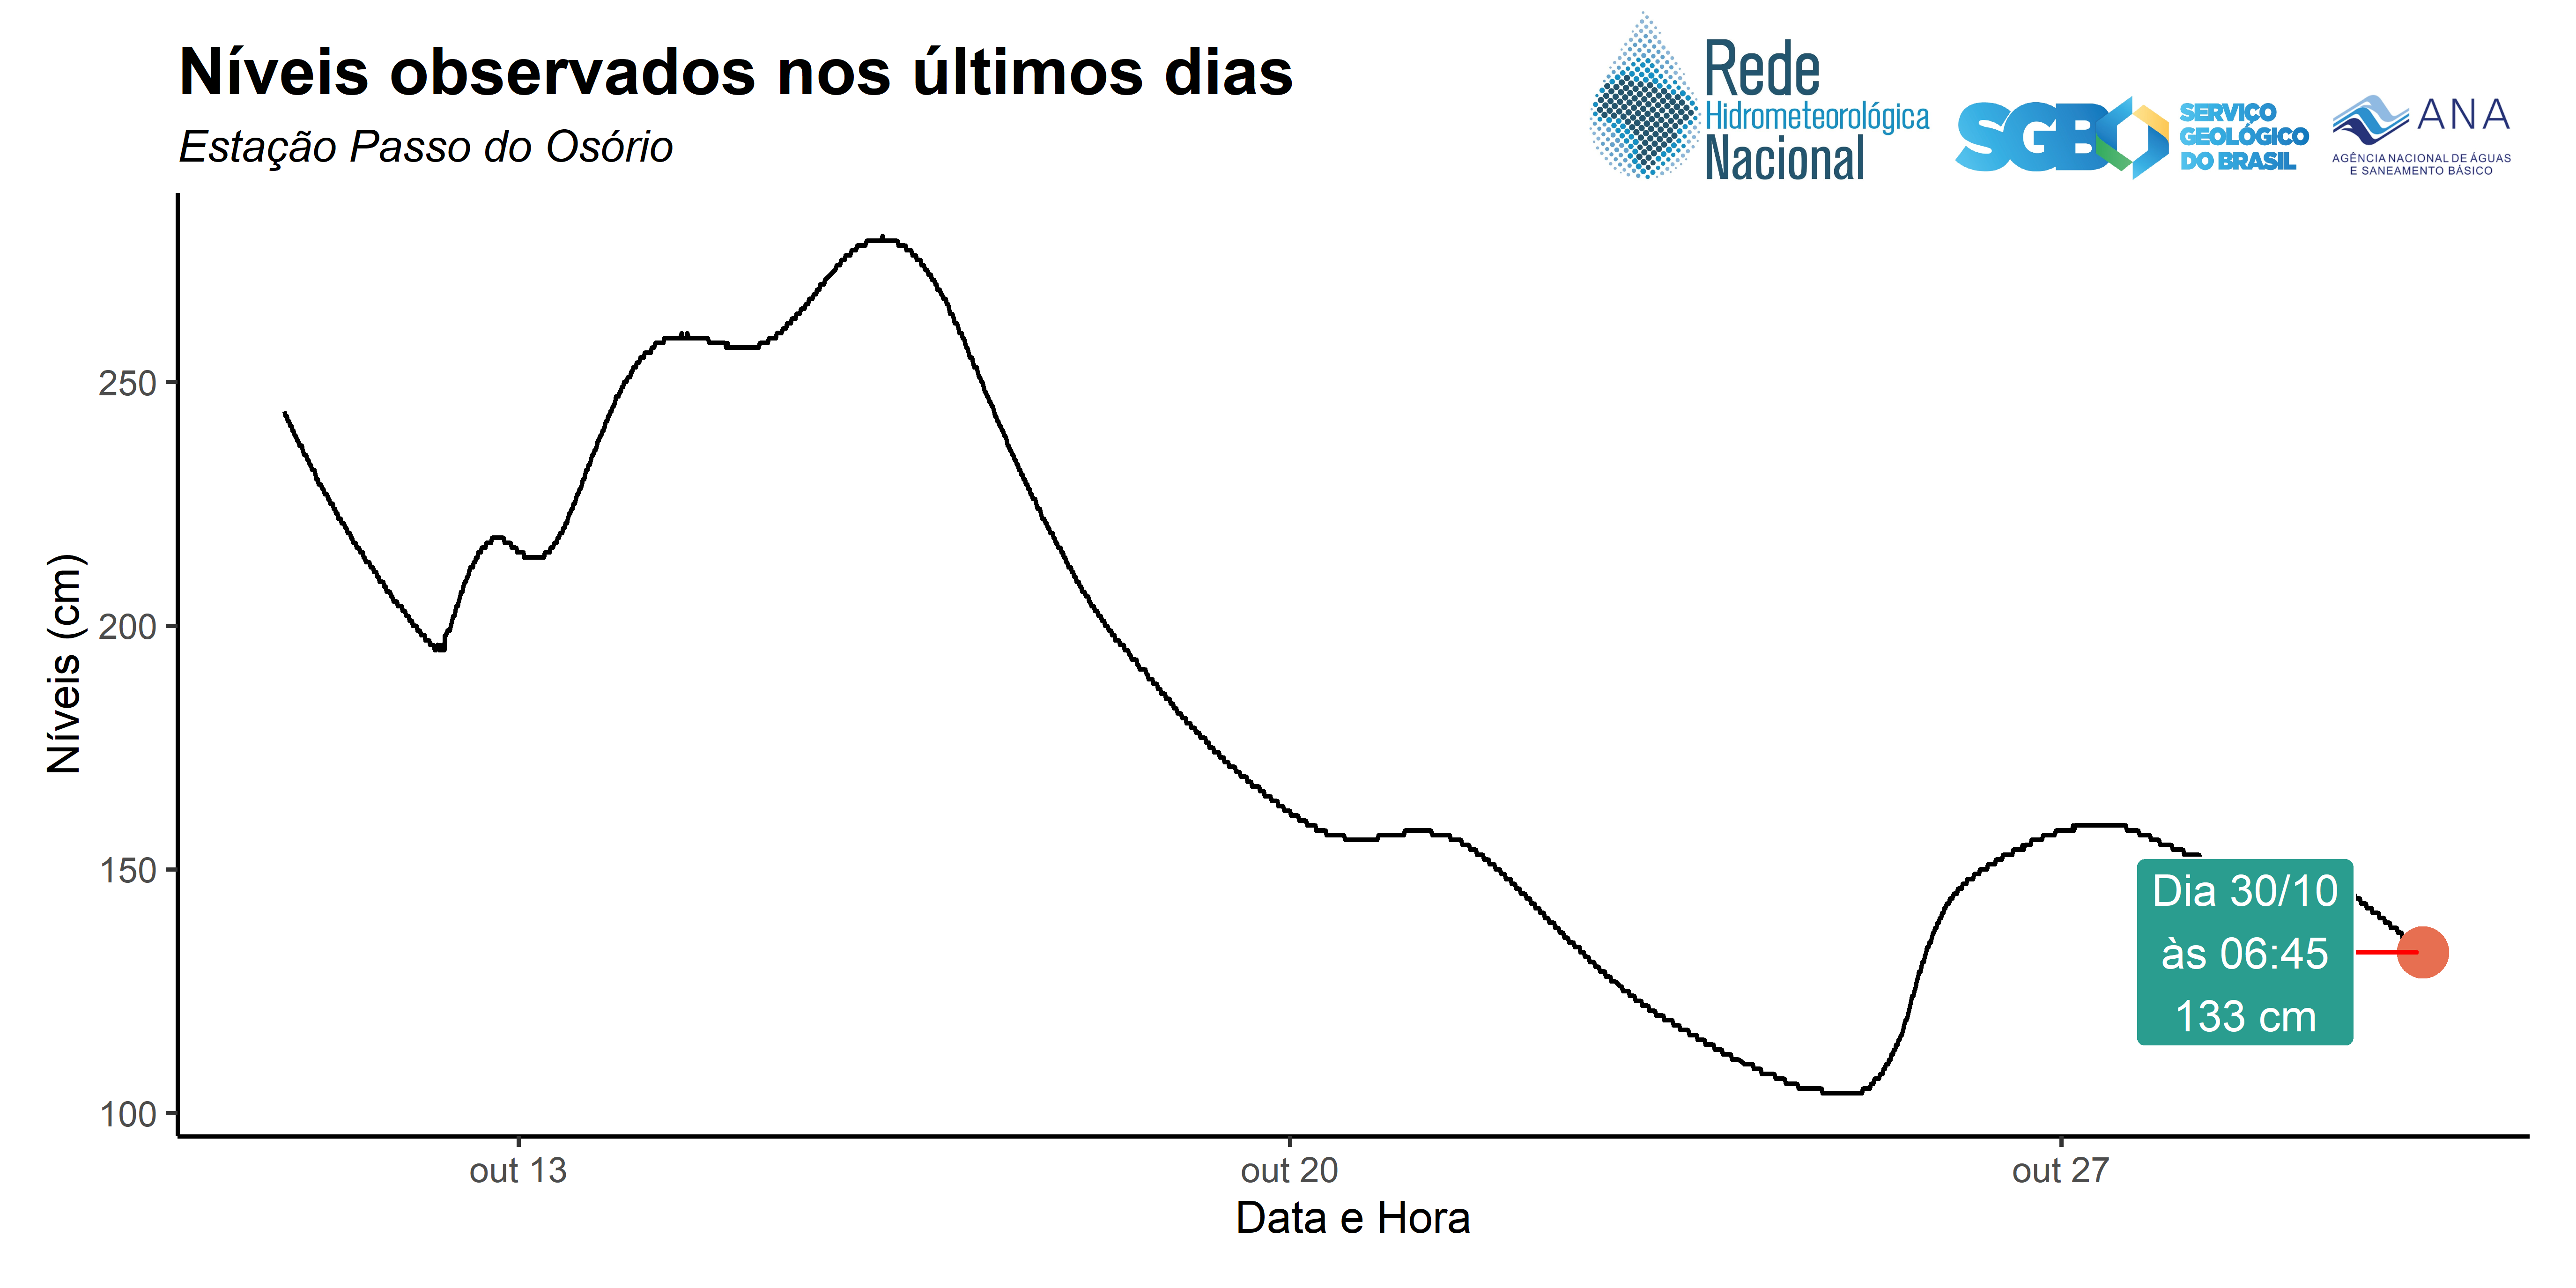 Níveis observados nos últimos dias
Estação Passo do Osório
Rede
Hidrometeorológica
Nacional
SGB
SERVIÇO
GEOLÓGICO
DO BRASIL
ANA
AGÊNCIA NACIONAL DE ÁGUAS
E SANEAMENTO BÁSICO
Níveis (cm)
250
200
150
100
Dia 30/10
às 06:45
133 cm
out 13
out 20
out 27
Data e Hora